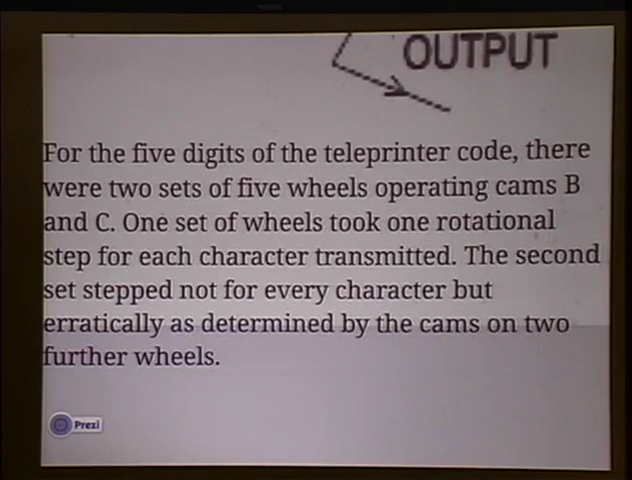 OUTPUT
For the five digits of the teleprinter code, there
were two sets of five wheels operating cams B
and C. One set of wheels took one rotational
step for each character transmitted. The second
set stepped not for every character but
erratically as determined by the cams on two
further wheels.
Prezi